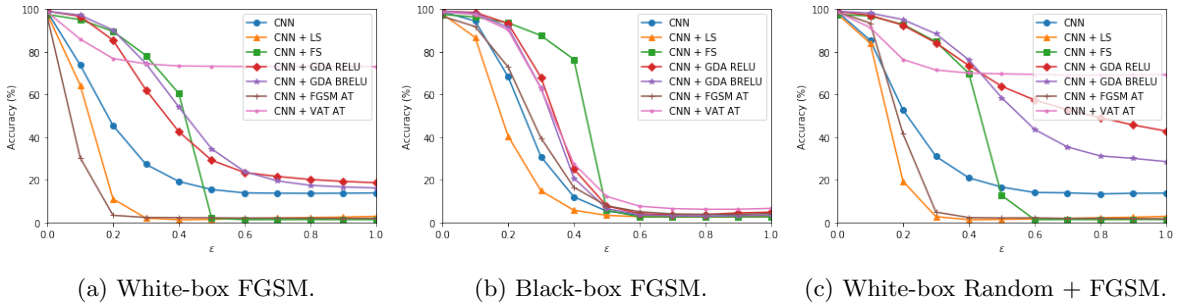 100
80
60
40
20
0
Accuracy (%)
0.0 0.2 0.4 0.6 0.8 1.0
ε
CNN
CNN + LS
CNN + FS
CNN + GDA RELU
CNN + GDA BRELU
CNN + FGSM AT
CNN + VAT AT
(a) White-box FGSM.
100
80
60
40
20
0
Accuracy (%)
0.0 0.2 0.4 0.6 0.8 1.0
ε
CNN
CNN + LS
CNN + FS
CNN + GDA RELU
CNN + GDA BRELU
CNN + FGSM AT
CNN + VAT AT
(b) Black-box FGSM.
100
80
60
40
20
0
Accuracy (%)
0.0 0.2 0.4 0.6 0.8 1.0
ε
CNN
CNN + LS
CNN + FS
CNN + GDA RELU
CNN + GDA BRELU
CNN + FGSM AT
CNN + VAT AT
(c) White-box Random + FGSM.